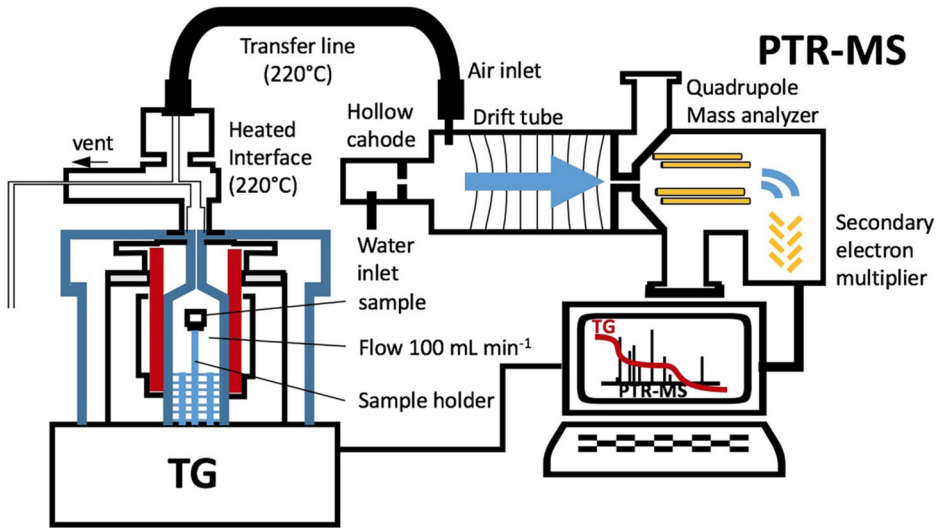 Transfer line
(220°C)
PTR-MS
Air inlet
Quadrupole
Mass analyzer
Hollow
cahode
Drift tube
vent
Heated
Interface
(220°C)
Water
inlet
Secondary
electron
multiplier
sample
Flow 100 mL min⁻¹
Sample holder
TG
PTR-MS
TG